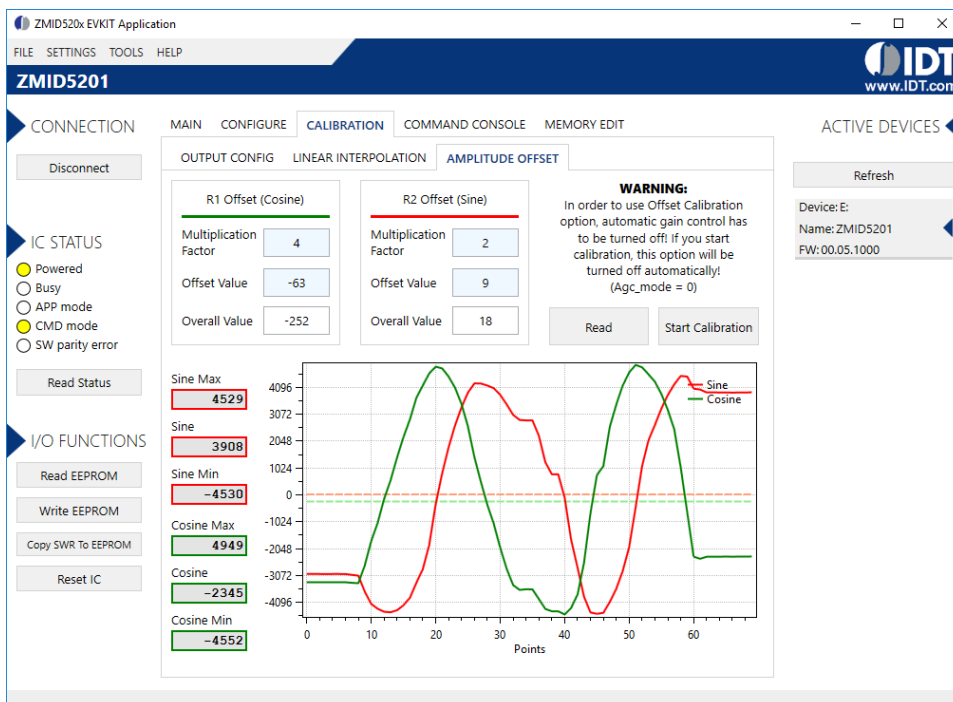 ZMID520x EVKIT Application
FILE SETTINGS TOOLS HELP
ZMID5201
IDT
www.IDT.com
CONNECTION
Disconnect
IC STATUS
Powered
Busy
APP mode
CMD mode
SW parity error
Read Status
I/O FUNCTIONS
Read EEPROM
Write EEPROM
Copy SWR To EEPROM
Reset IC
MAIN CONFIGURE CALIBRATION COMMAND CONSOLE MEMORY EDIT
OUTPUT CONFIG LINEAR INTERPOLATION AMPLITUDE OFFSET
R1 Offset (Cosine)
Multiplication
Factor
4
Offset Value -63
Overall Value -252
R2 Offset (Sine)
Multiplication
Factor
2
Offset Value 9
Overall Value 18
WARNING:
In order to use Offset Calibration
option, automatic gain control has
to be turned off! If you start
calibration, this option will be
turned off automatically!
(Agc_mode = 0)
Read Start Calibration
Sine Max
4529
Sine
3908
Sine Min
-4530
Cosine Max
4949
Cosine
-2345
Cosine Min
-4552
4096
3072
2048
1024
0
-1024
-2048
-3072
-4096
0 10 20 30 40 50 60
Points
Sine
Cosine
ACTIVE DEVICES
Refresh
Device: E:
Name: ZMID5201
FW: 00.05.1000